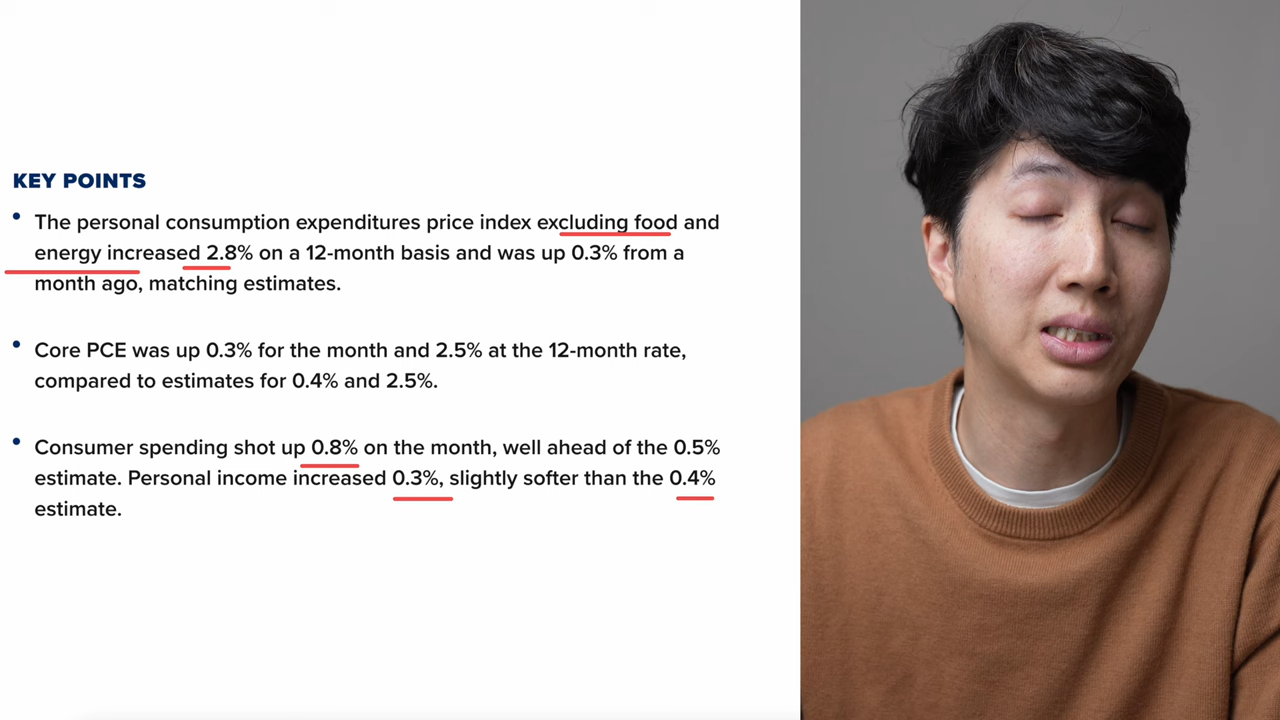 KEY POINTS
• The personal consumption expenditures price index excluding food and
energy increased 2.8% on a 12-month basis and was up 0.3% from a
month ago, matching estimates.
• Core PCE was up 0.3% for the month and 2.5% at the 12-month rate,
compared to estimates for 0.4% and 2.5%.
• Consumer spending shot up 0.8% on the month, well ahead of the 0.5%
estimate. Personal income increased 0.3%, slightly softer than the 0.4%
estimate.